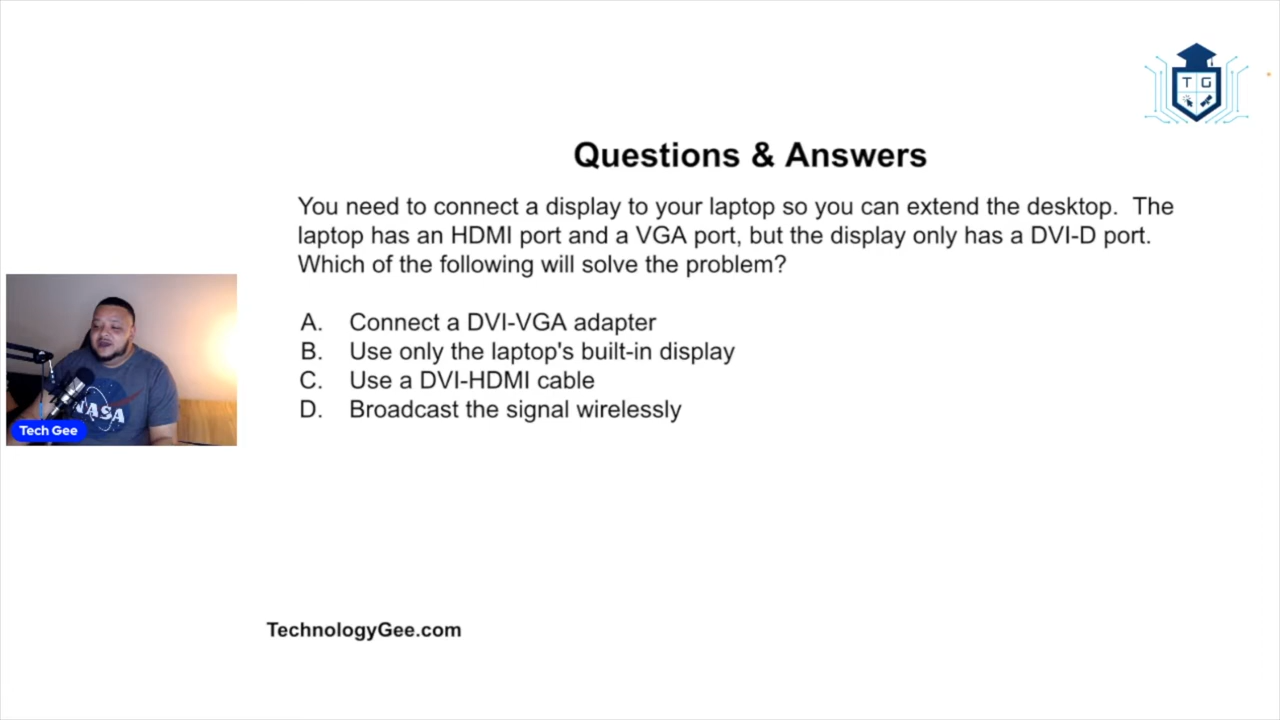 T G
Questions & Answers
You need to connect a display to your laptop so you can extend the desktop. The
laptop has an HDMI port and a VGA port, but the display only has a DVI-D port.
Which of the following will solve the problem?
A. Connect a DVI-VGA adapter
B. Use only the laptop's built-in display
C. Use a DVI-HDMI cable
D. Broadcast the signal wirelessly
NASA
Tech Gee
TechnologyGee.com